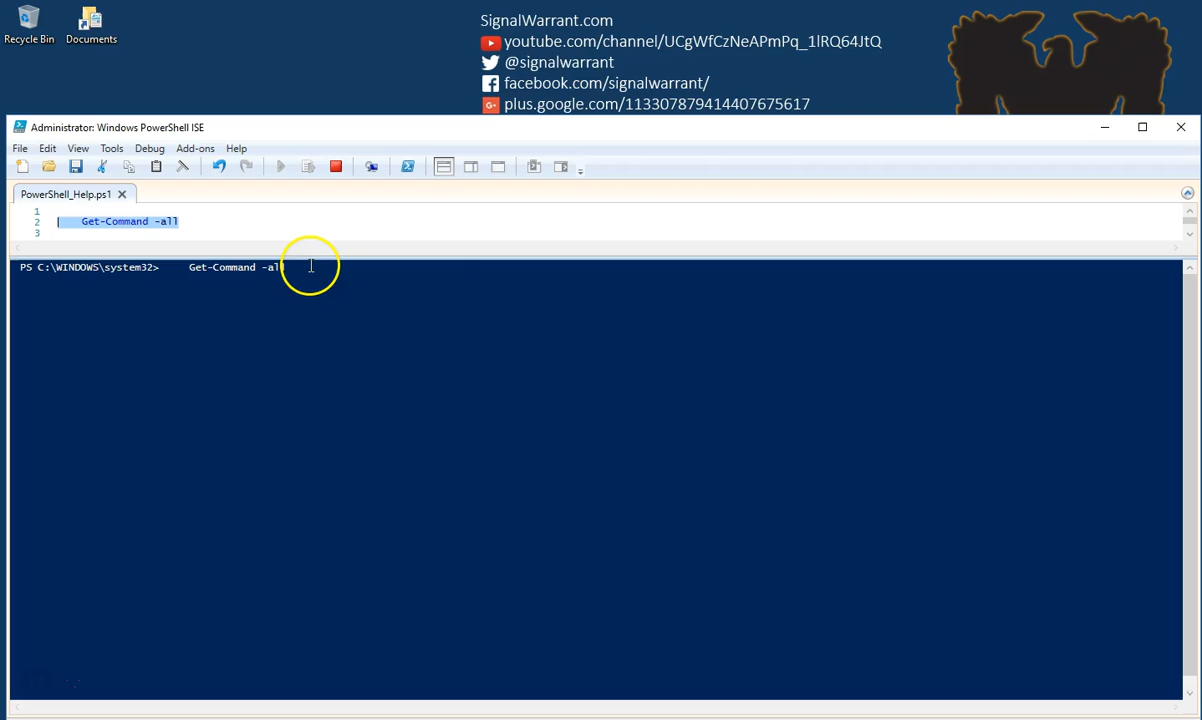 SignalWarrant.com
youtube.com/channel/UCgWfCzNeAPmPq_1lRQ64JtQ
@signalwarrant
facebook.com/signalwarrant/
plus.google.com/113307879414407675617
Recycle Bin
Documents
Administrator: Windows PowerShell ISE
File Edit View Tools Debug Add-ons Help
PowerShell_Help.ps1
1
2 Get-Command -all
3
PS C:\WINDOWS\system32> Get-Command -all